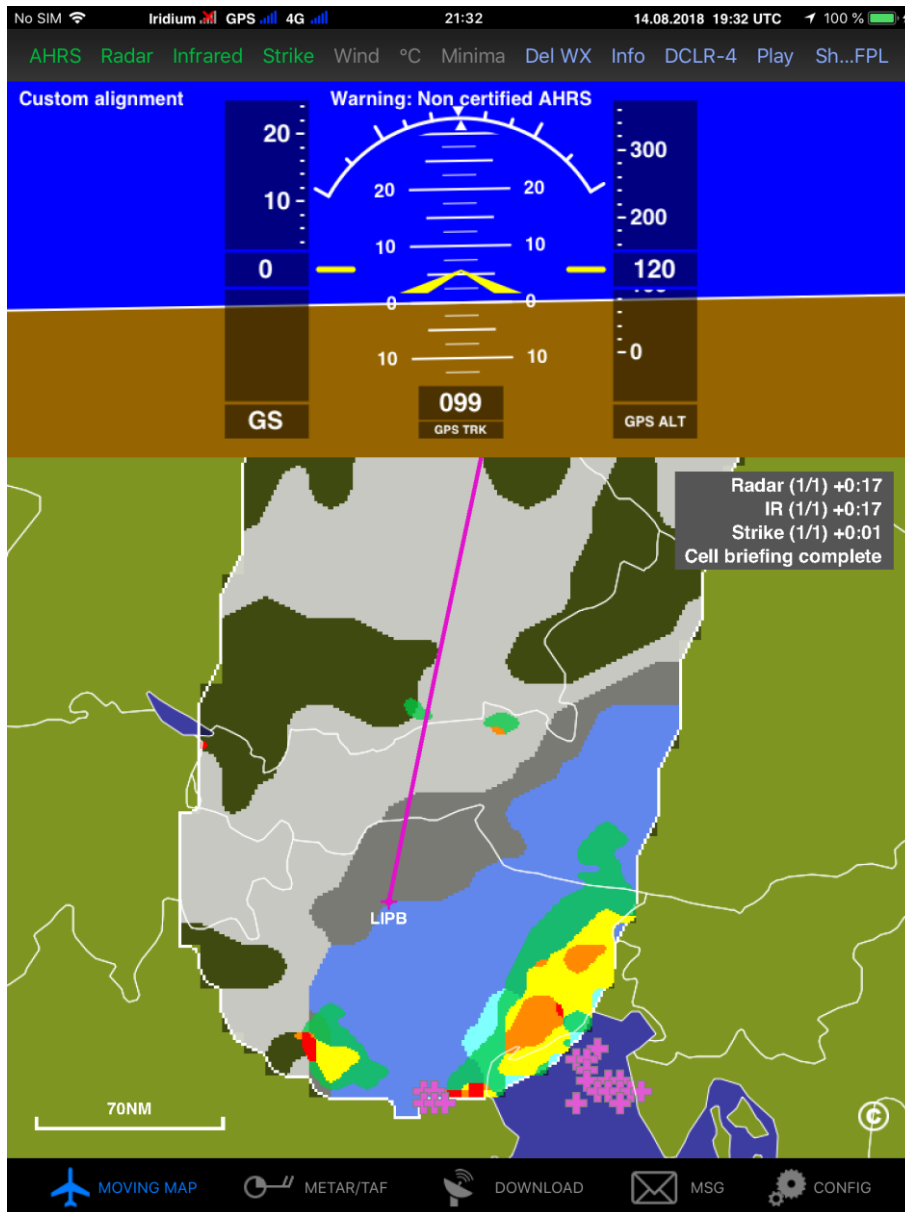 No SIM Iridium GPS 4G 21:32 14.08.2018 19:32 UTC 100 %
AHRS Radar Infrared Strike Wind °C Minima Del WX Info DCLR-4 Play Sh...FPL
Custom alignment Warning: Non certified AHRS
20 300
20 20
10 200
10 10
0 120
0 0
10 10 0
099
GS GPS TRK GPS ALT
Radar (1/1) +0:17
IR (1/1) +0:17
Strike (1/1) +0:01
Cell briefing complete
LIPB
70NM
©
MOVING MAP METAR/TAF DOWNLOAD MSG CONFIG